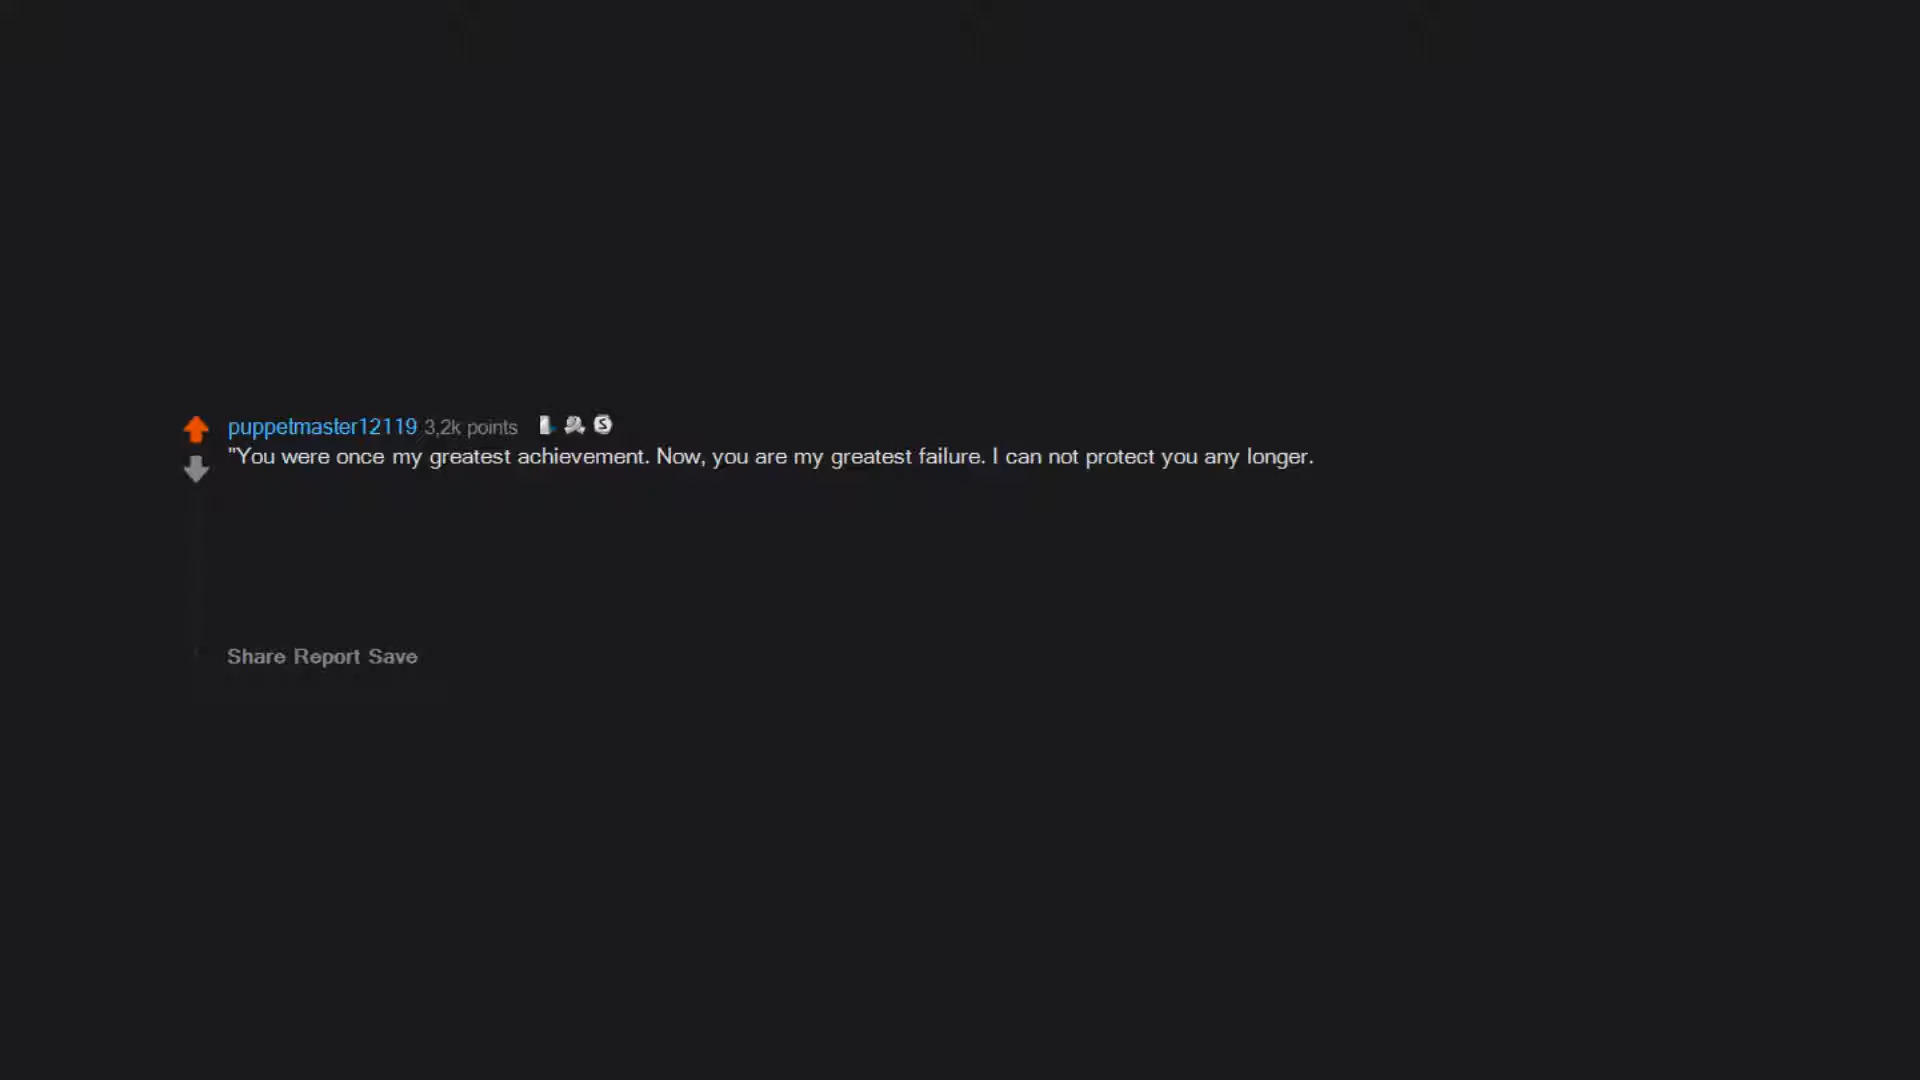 puppetmaster12119 3,2k points
"You were once my greatest achievement. Now, you are my greatest failure. I can not protect you any longer.
Share Report Save